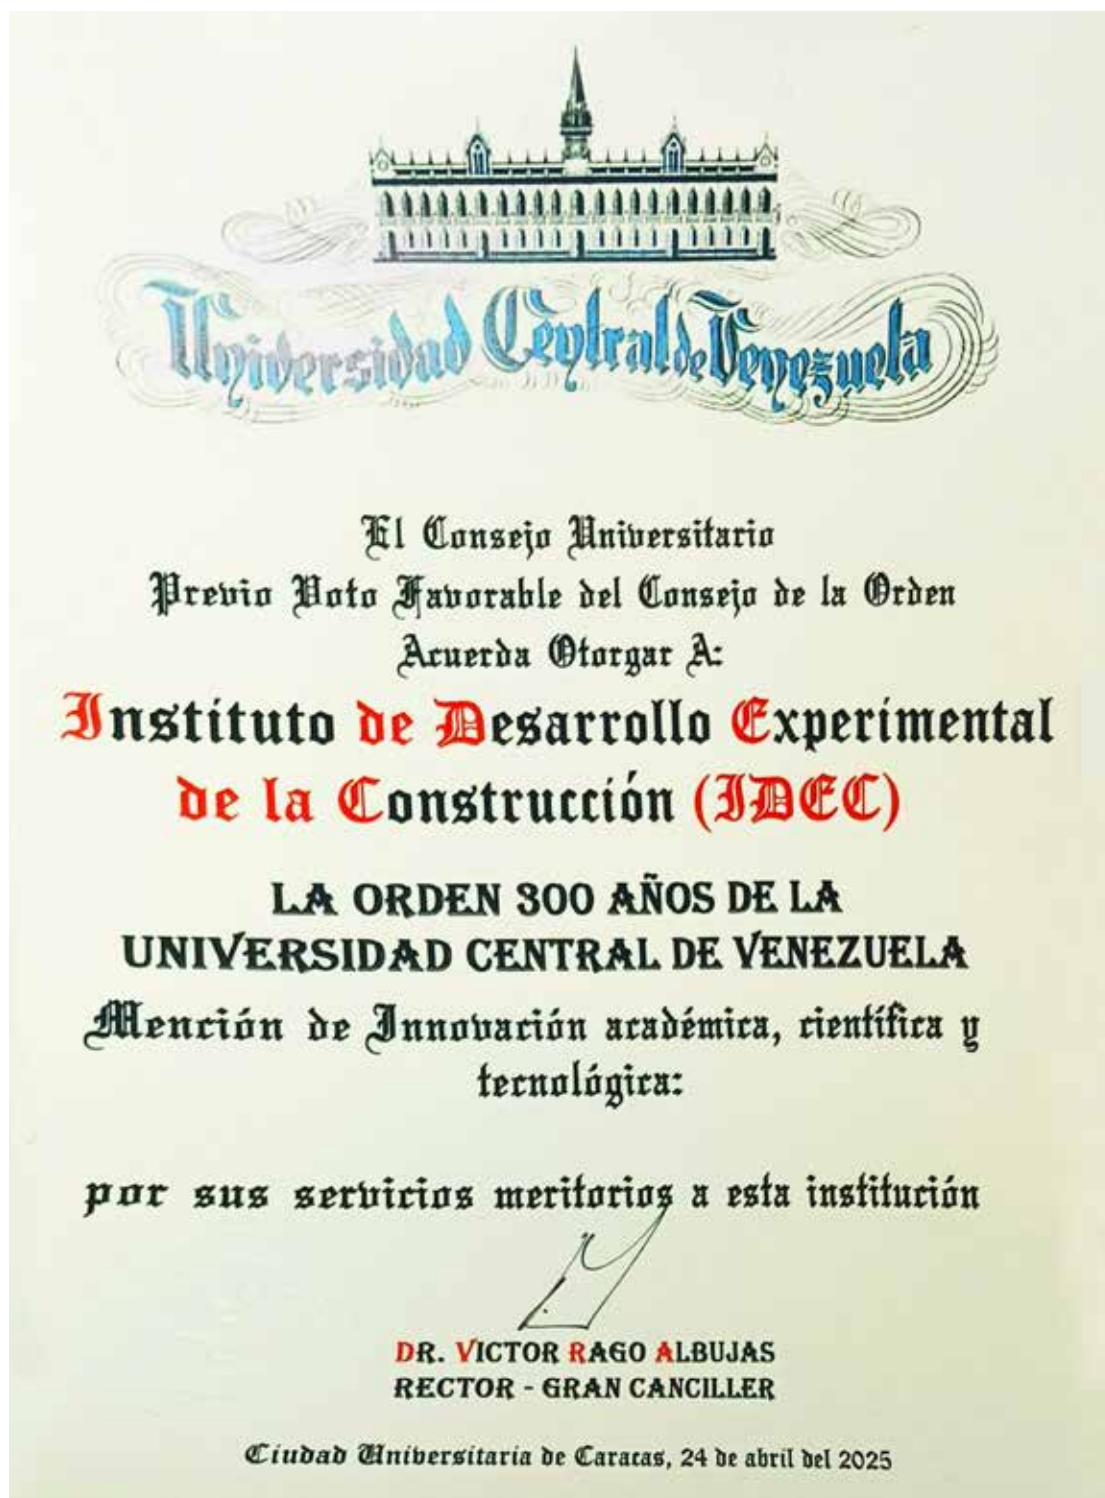 Universidad Central de Venezuela
El Consejo Universitario
Previo Voto Favorable del Consejo de la Orden
Acuerda Otorgar A:
Instituto de Desarrollo Experimental
de la Construcción (IDEC)
LA ORDEN 300 AÑOS DE LA
UNIVERSIDAD CENTRAL DE VENEZUELA
Mención de Innovación académica, científica y
tecnológica:
por sus servicios meritorios a esta institución
DR. VICTOR RAGO ALBUJAS
RECTOR - GRAN CANCILLER
Ciudad Universitaria de Caracas, 24 de abril del 2025